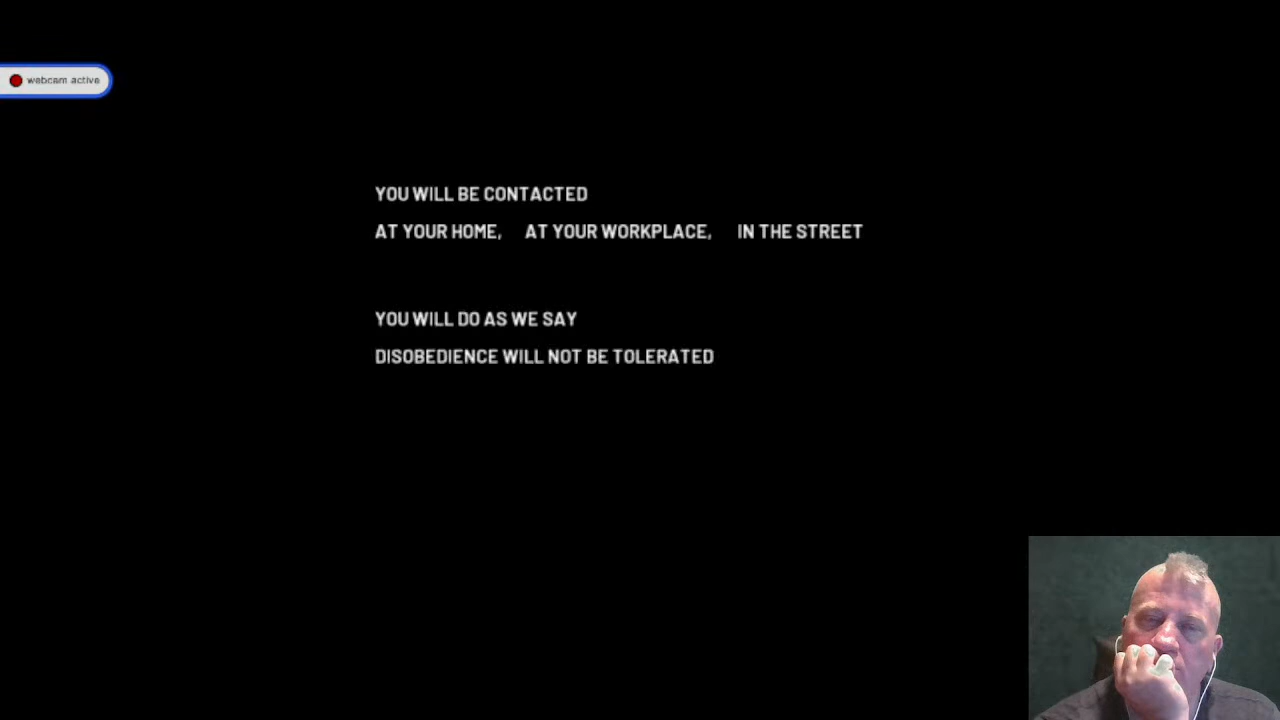 webcam active
YOU WILL BE CONTACTED
AT YOUR HOME, AT YOUR WORKPLACE, IN THE STREET
YOU WILL DO AS WE SAY
DISOBEDIENCE WILL NOT BE TOLERATED